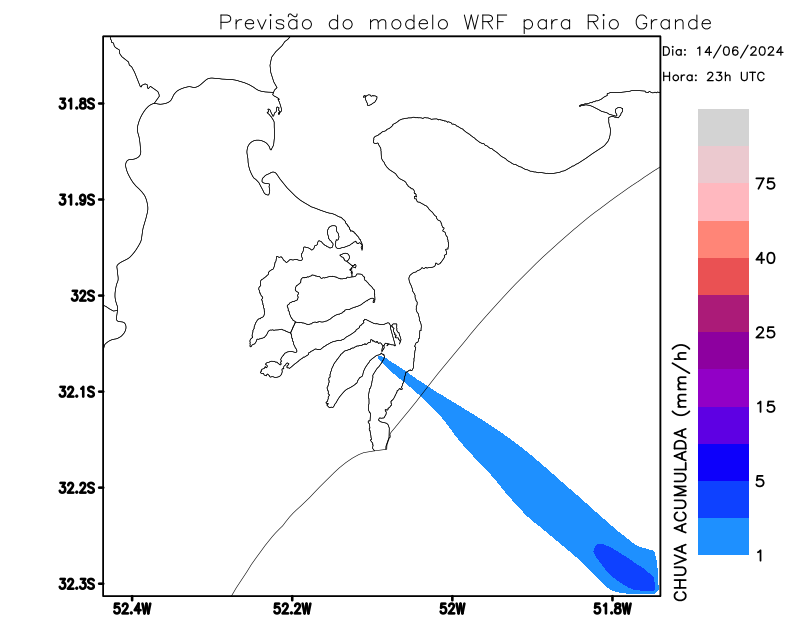 Previsão do modelo WRF para Rio Grande
Dia: 14/06/2024
Hora: 23h UTC
31.8S
31.9S
32S
32.1S
32.2S
32.3S
52.4W
52.2W
52W
51.8W
75
40
25
15
5
1
CHUVA ACUMULADA (mm/h)